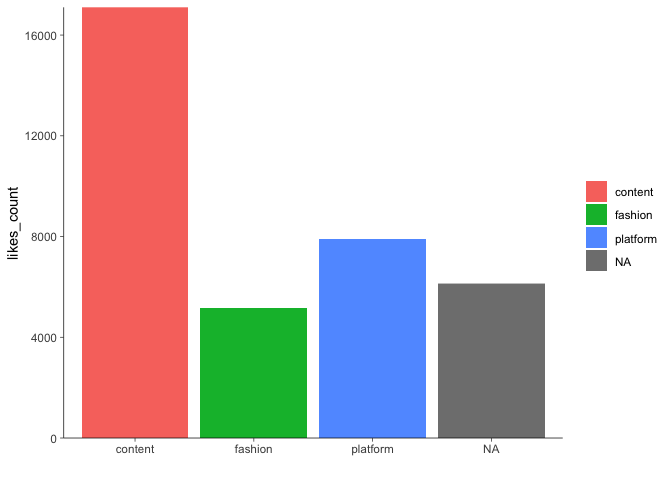 likes_count
16000
12000
8000
4000
0
content fashion platform NA
content
fashion
platform
NA